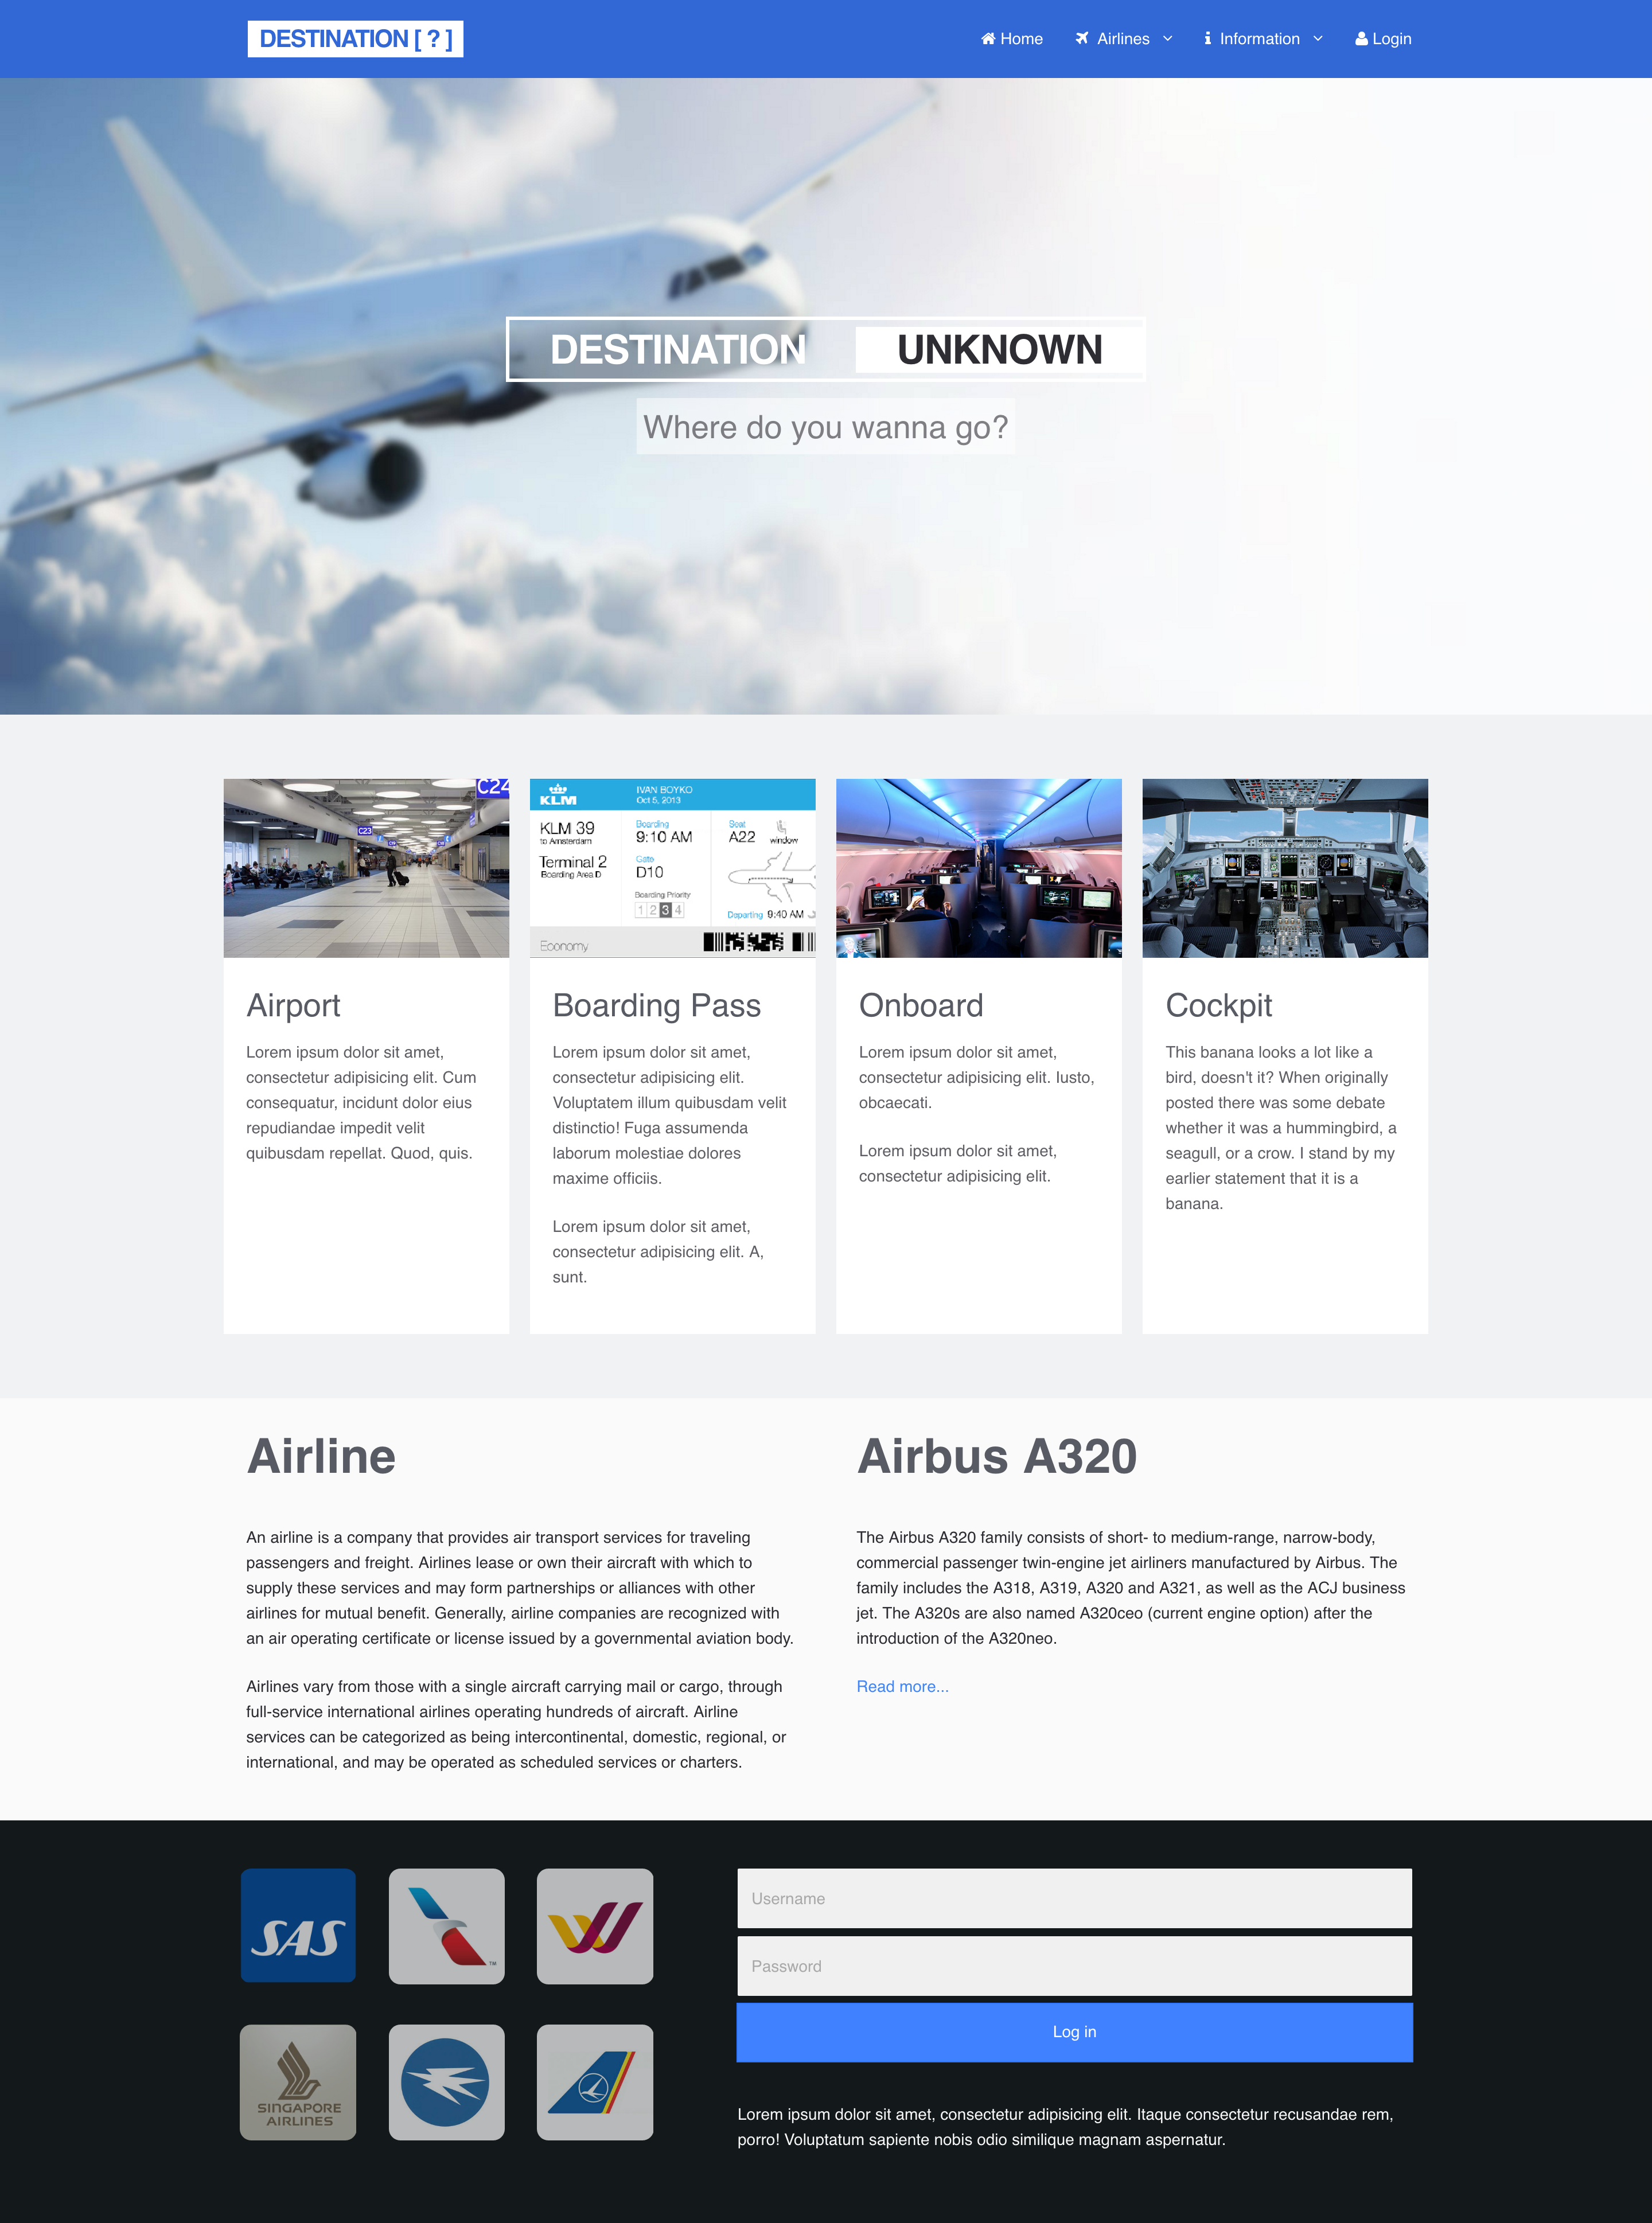 DESTINATION [ ? ]
Home
Airlines
Information
Login
DESTINATION UNKNOWN
Where do you wanna go?
C24
C23
KLM
IVAN BOYKO
Oct 5, 2013
KLM 39
to Amsterdam
Boarding
9:10 AM
Seat
A22
window
Terminal 2
Boarding Area D
Gate
D10
Boarding Priority
1 2 3 4
Departing 9:40 AM
Economy
Airport
Lorem ipsum dolor sit amet,
consectetur adipisicing elit. Cum
consequatur, incidunt dolor eius
repudiandae impedit velit
quibusdam repellat. Quod, quis.
Boarding Pass
Lorem ipsum dolor sit amet,
consectetur adipisicing elit.
Voluptatem illum quibusdam velit
distinctio! Fuga assumenda
laborum molestiae dolores
maxime officiis.
Lorem ipsum dolor sit amet,
consectetur adipisicing elit. A,
sunt.
Onboard
Lorem ipsum dolor sit amet,
consectetur adipisicing elit. Iusto,
obcaecati.
Lorem ipsum dolor sit amet,
consectetur adipisicing elit.
Cockpit
This banana looks a lot like a
bird, doesn't it? When originally
posted there was some debate
whether it was a hummingbird, a
seagull, or a crow. I stand by my
earlier statement that it is a
banana.
Airline
An airline is a company that provides air transport services for traveling
passengers and freight. Airlines lease or own their aircraft with which to
supply these services and may form partnerships or alliances with other
airlines for mutual benefit. Generally, airline companies are recognized with
an air operating certificate or license issued by a governmental aviation body.
Airlines vary from those with a single aircraft carrying mail or cargo, through
full-service international airlines operating hundreds of aircraft. Airline
services can be categorized as being intercontinental, domestic, regional, or
international, and may be operated as scheduled services or charters.
Airbus A320
The Airbus A320 family consists of short- to medium-range, narrow-body,
commercial passenger twin-engine jet airliners manufactured by Airbus. The
family includes the A318, A319, A320 and A321, as well as the ACJ business
jet. The A320s are also named A320ceo (current engine option) after the
introduction of the A320neo.
Read more...
SAS
TM
SINGAPORE
AIRLINES
Username
Password
Log in
Lorem ipsum dolor sit amet, consectetur adipisicing elit. Itaque consectetur recusandae rem,
porro! Voluptatum sapiente nobis odio similique magnam aspernatur.